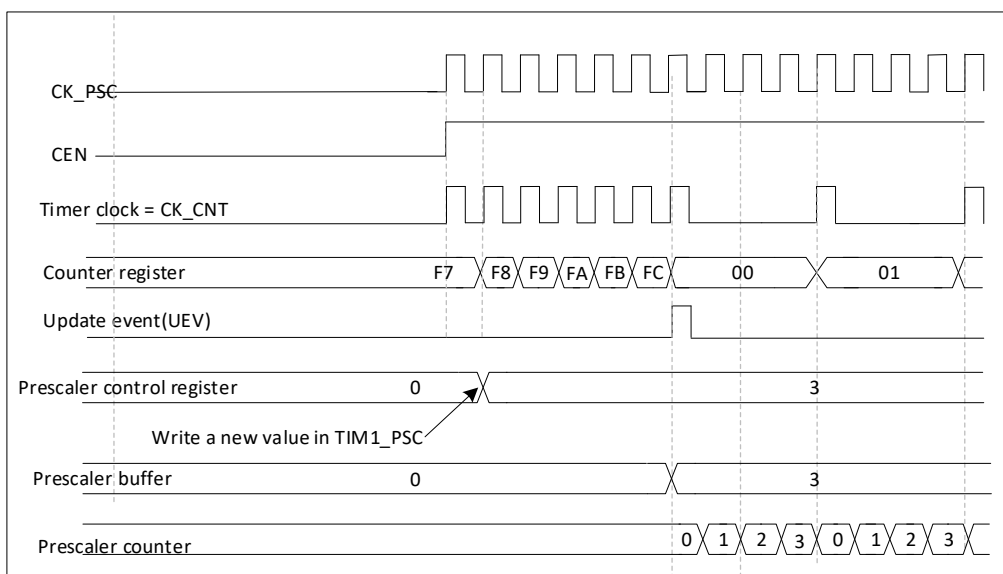 CK_PSC
CEN
Timer clock = CK_CNT
Counter register F7 F8 F9 FA FB FC 00 01
Update event(UEV)
Prescaler control register 0 3
Write a new value in TIM1_PSC
Prescaler buffer 0 3
Prescaler counter 0 1 2 3 0 1 2 3